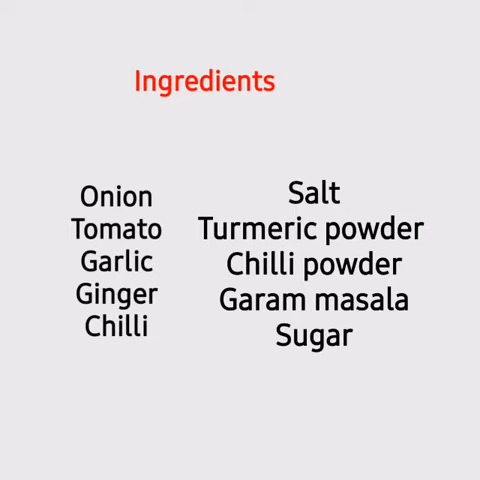 Ingredients
Onion
Tomato
Garlic
Ginger
Chilli
Salt
Turmeric powder
Chilli powder
Garam masala
Sugar